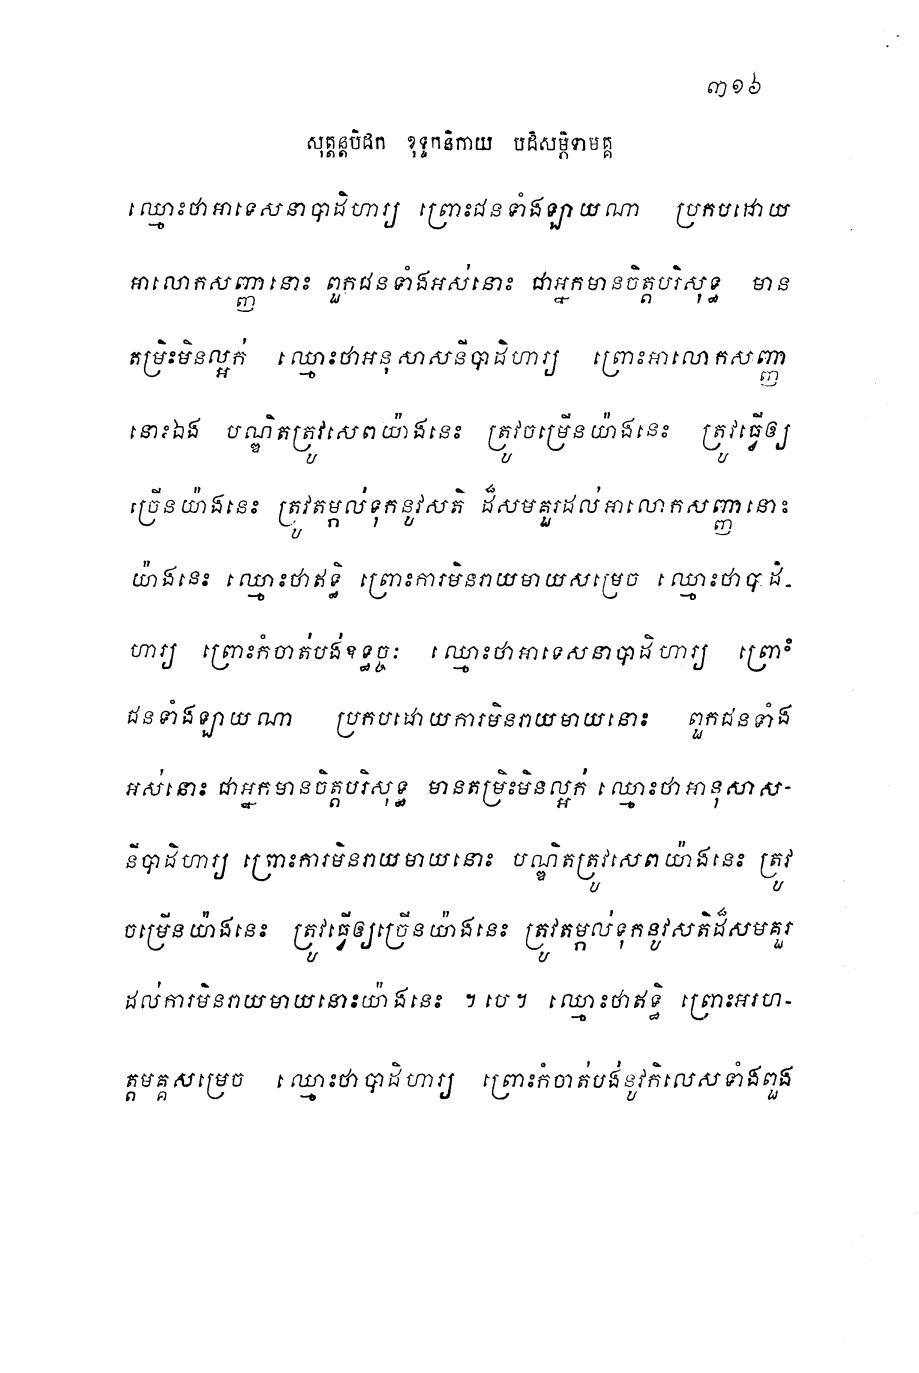 ៣១៦
សុត្តន្តបិដក ខុទ្ទកនិកាយ បដិសម្ភិទាមគ្គ
ឈ្មោះថាអាទេសនាបាដិហារ្យ ព្រោះជនទាំងឡាយណា ប្រកបដោយ
អាលោកសញ្ញានោះ ពួកជនទាំងអស់នោះ ជាអ្នកមានចិត្តបរិសុទ្ធ មាន
តម្រិះមិនល្អក់ ឈ្មោះថាអនុសាសនីបាដិហារ្យ ព្រោះអាលោកសញ្ញា
នោះឯង បណ្ឌិតត្រូវសេពយ៉ាងនេះ ត្រូវចម្រើនយ៉ាងនេះ ត្រូវធ្វើឲ្យ
ច្រើនយ៉ាងនេះ ត្រូវតម្កល់ទុកនូវសតិ ដ៏សមគួរដល់អាលោកសញ្ញានោះ
យ៉ាងនេះ ឈ្មោះថាឥទ្ធិ ព្រោះការមិនរាយមាយសម្រេច ឈ្មោះថាបាដិ-
ហារ្យ ព្រោះកំចាត់បង់ឧទ្ធច្ចៈ ឈ្មោះថាអាទេសនាបាដិហារ្យ ព្រោះ
ជនទាំងឡាយណា ប្រកបដោយការមិនរាយមាយនោះ ពួកជនទាំង
អស់នោះ ជាអ្នកមានចិត្តបរិសុទ្ធ មានតម្រិះមិនល្អក់ ឈ្មោះថាអានុសាស-
នីបាដិហារ្យ ព្រោះការមិនរាយមាយនោះ បណ្ឌិតត្រូវសេពយ៉ាងនេះ ត្រូវ
ចម្រើនយ៉ាងនេះ ត្រូវធ្វើឲ្យច្រើនយ៉ាងនេះ ត្រូវតម្កល់ទុកនូវសតិដ៏សមគួរ
ដល់ការមិនរាយមាយនោះយ៉ាងនេះ ។ បេ ។ ឈ្មោះថាឥទ្ធិ ព្រោះអរហ-
ត្តមគ្គសម្រេច ឈ្មោះថាបាដិហារ្យ ព្រោះកំចាត់បង់នូវកិលេសទាំងពួង